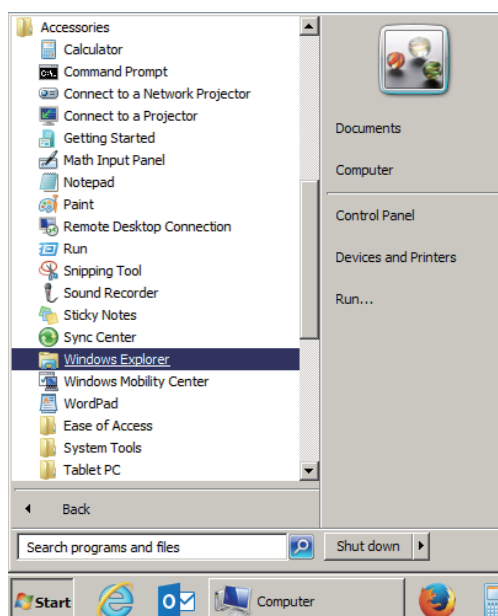 Accessories
Calculator
Command Prompt
Connect to a Network Projector
Connect to a Projector
Getting Started
Math Input Panel
Notepad
Paint
Remote Desktop Connection
Run
Snipping Tool
Sound Recorder
Sticky Notes
Sync Center
Windows Explorer
Windows Mobility Center
WordPad
Ease of Access
System Tools
Tablet PC
Back
Search programs and files
Documents
Computer
Control Panel
Devices and Printers
Run...
Shut down
Start
Computer